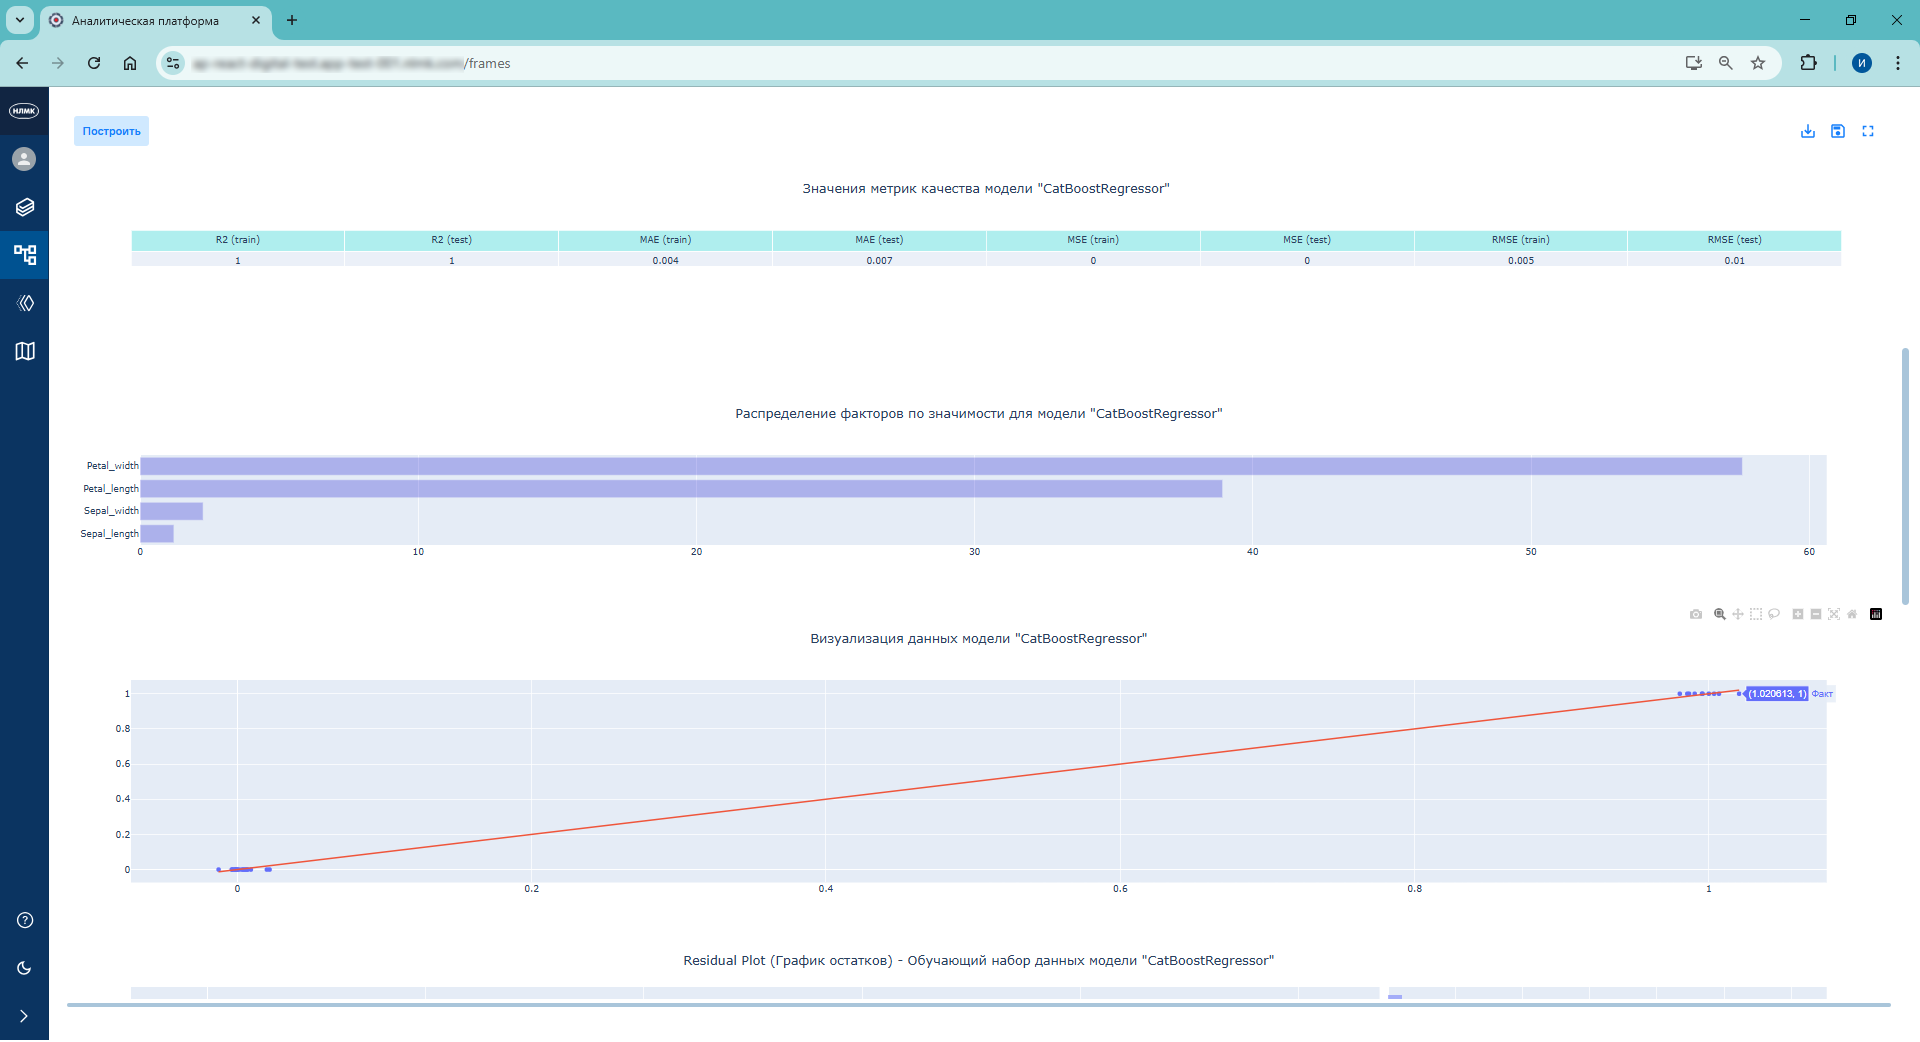 Аналитическая платформа
/frames
И
НЛМК
Построить
Значения метрик качества модели "CatBoostRegressor"
R2 (train) R2 (test) MAE (train) MAE (test) MSE (train) MSE (test) RMSE (train) RMSE (test)
1 1 0.004 0.007 0 0 0.005 0.01
Распределение факторов по значимости для модели "CatBoostRegressor"
Petal_width
Petal_length
Sepal_width
Sepal_length
0 10 20 30 40 50 60
Визуализация данных модели "CatBoostRegressor"
1
(1.020613, 1) Факт
0.8
0.6
0.4
0.2
0
0 0.2 0.4 0.6 0.8 1
Residual Plot (График остатков) - Обучающий набор данных модели "CatBoostRegressor"